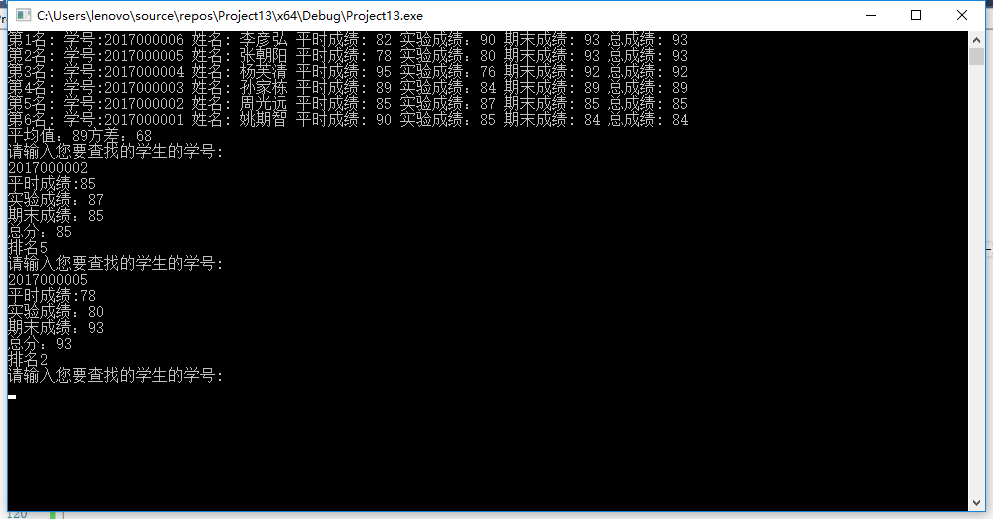 C:\Users\lenovo\source\repos\Project13\x64\Debug\Project13.exe
第1名: 学号:2017000006 姓名: 李彦弘 平时成绩: 82 实验成绩: 90 期末成绩: 93 总成绩: 93
第2名: 学号:2017000005 姓名: 张朝阳 平时成绩: 78 实验成绩: 80 期末成绩: 93 总成绩: 93
第3名: 学号:2017000004 姓名: 杨芙清 平时成绩: 95 实验成绩: 76 期末成绩: 92 总成绩: 92
第4名: 学号:2017000003 姓名: 孙家栋 平时成绩: 89 实验成绩: 84 期末成绩: 89 总成绩: 89
第5名: 学号:2017000002 姓名: 周光远 平时成绩: 85 实验成绩: 87 期末成绩: 85 总成绩: 85
第6名: 学号:2017000001 姓名: 姚期智 平时成绩: 90 实验成绩: 85 期末成绩: 84 总成绩: 84
平均值: 89方差: 68
请输入您要查找的学生的学号:
2017000002
平时成绩:85
实验成绩: 87
期末成绩: 85
总分: 85
排名5
请输入您要查找的学生的学号:
2017000005
平时成绩:78
实验成绩: 80
期末成绩: 93
总分: 93
排名2
请输入您要查找的学生的学号:
120